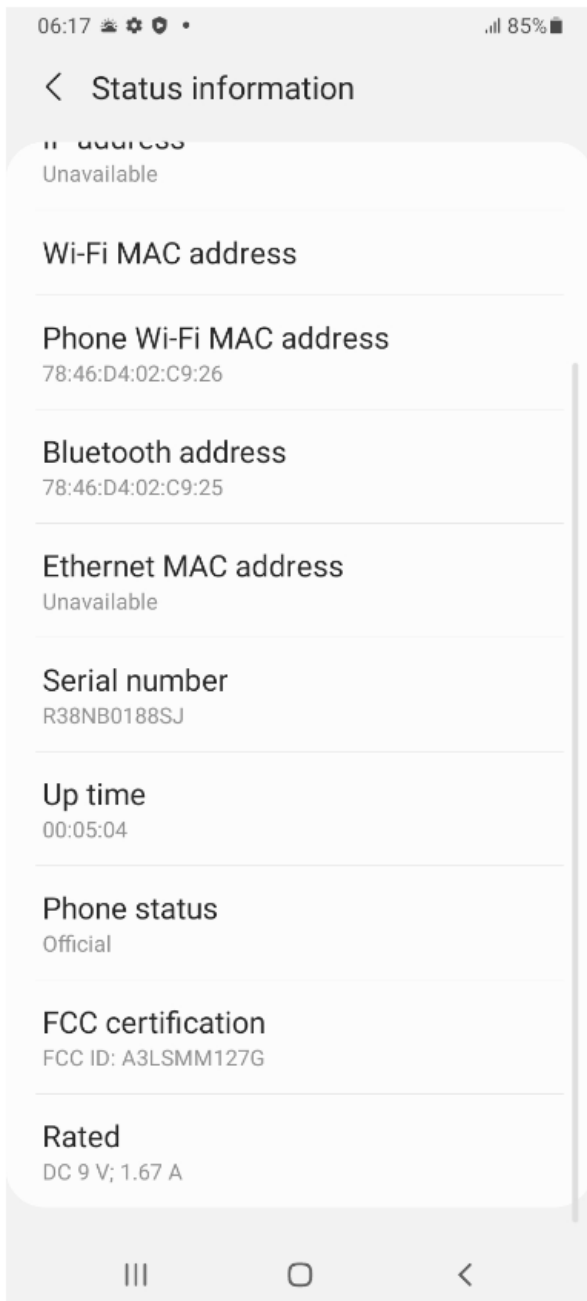 06:17
85%
Status information
IP address
Unavailable
Wi-Fi MAC address
Phone Wi-Fi MAC address
78:46:D4:02:C9:26
Bluetooth address
78:46:D4:02:C9:25
Ethernet MAC address
Unavailable
Serial number
R38NB0188SJ
Up time
00:05:04
Phone status
Official
FCC certification
FCC ID: A3LSMM127G
Rated
DC 9 V; 1.67 A